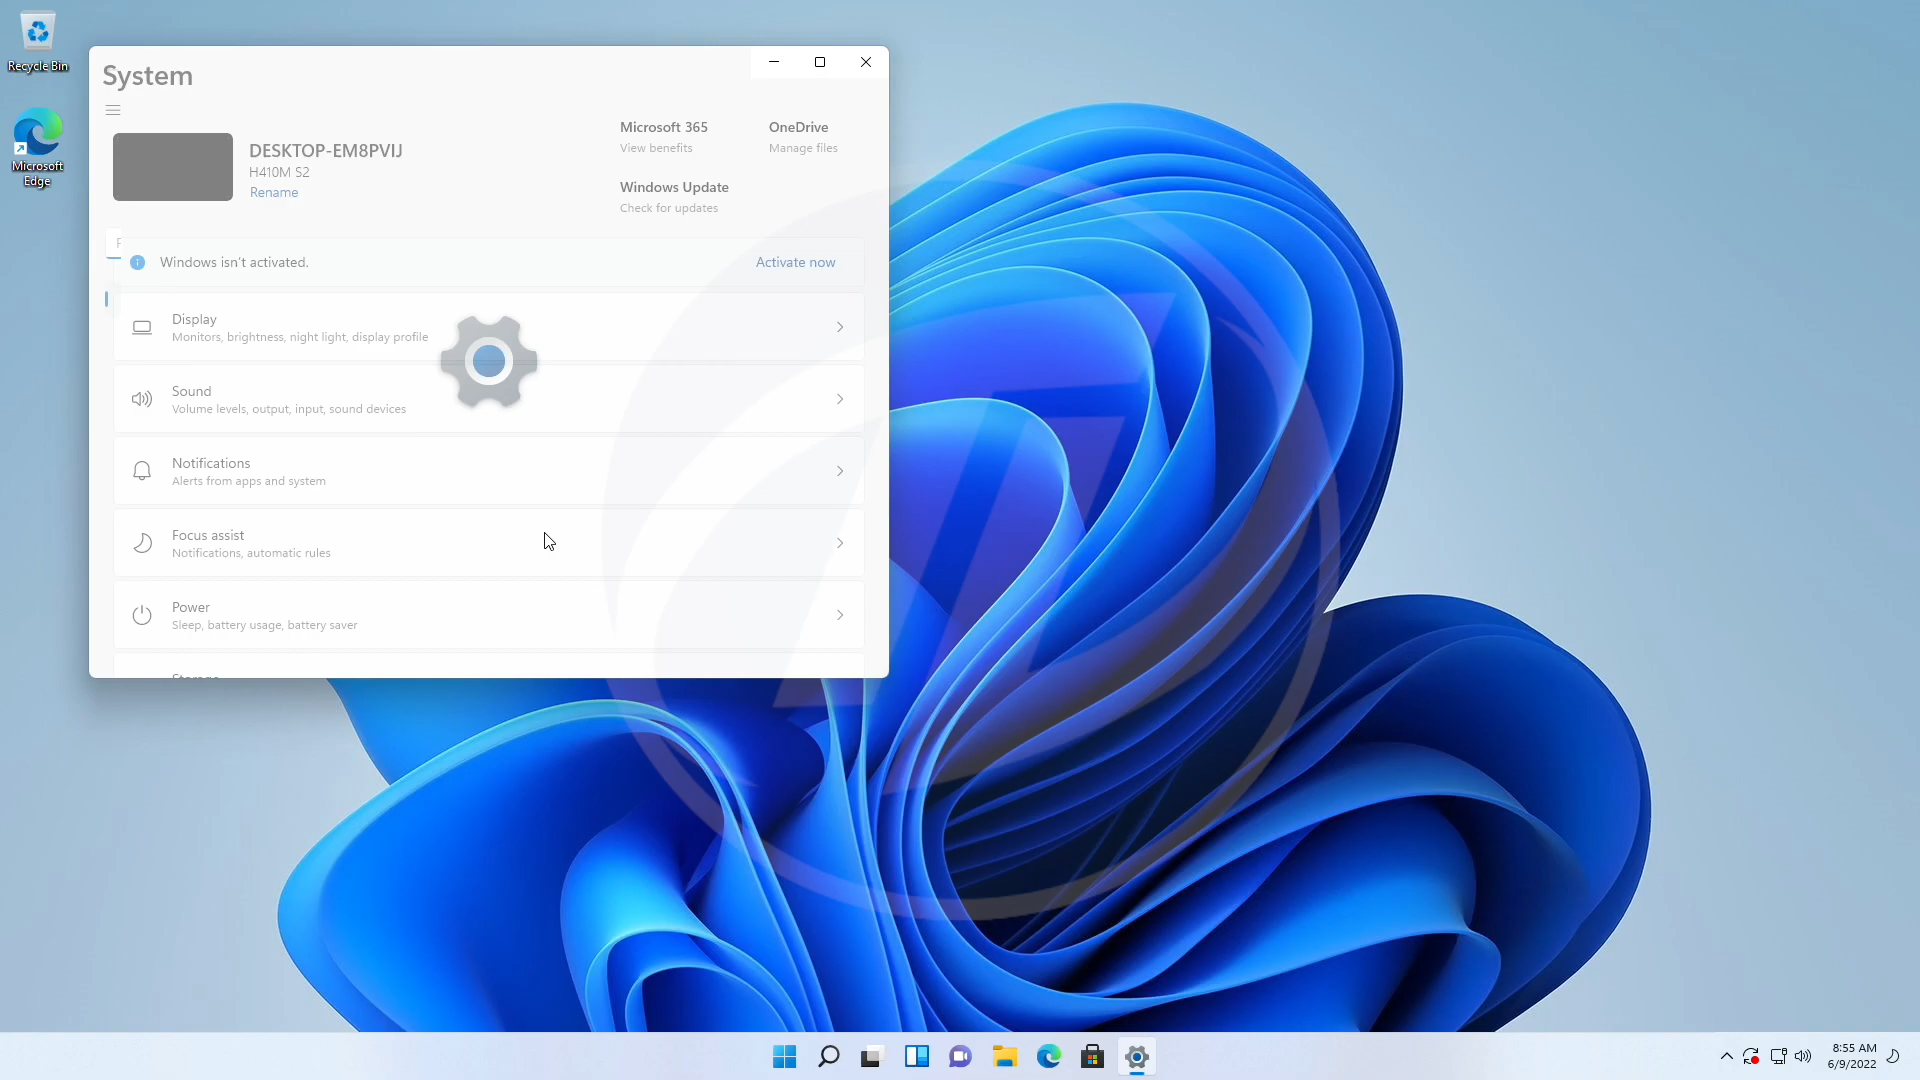 Recycle Bin
Microsoft
Edge
System
DESKTOP-EM8PVIJ
H410M S2
Rename
Microsoft 365
View benefits
OneDrive
Manage files
Windows Update
Check for updates
Windows isn't activated.
Activate now
Display
Monitors, brightness, night light, display profile
Sound
Volume levels, output, input, sound devices
Notifications
Alerts from apps and system
Focus assist
Notifications, automatic rules
Power
Sleep, battery usage, battery saver
8:55 AM
6/9/2022